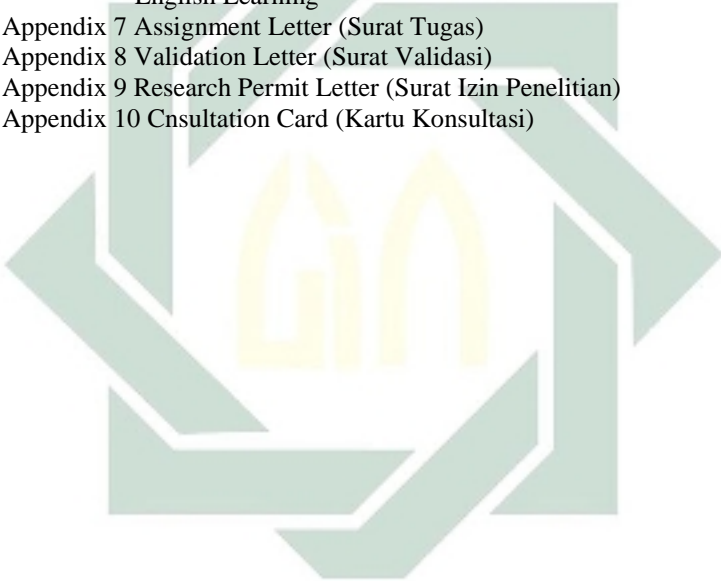 English Learning
Appendix 7 Assignment Letter (Surat Tugas)
Appendix 8 Validation Letter (Surat Validasi)
Appendix 9 Research Permit Letter (Surat Izin Penelitian)
Appendix 10 Cnsultation Card (Kartu Konsultasi)